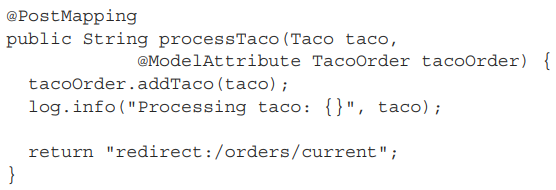 @PostMapping
public String processTaco(Taco taco,
            @ModelAttribute TacoOrder tacoOrder) {
  tacoOrder.addTaco(taco);
  log.info("Processing taco: {}", taco);

  return "redirect:/orders/current";
}